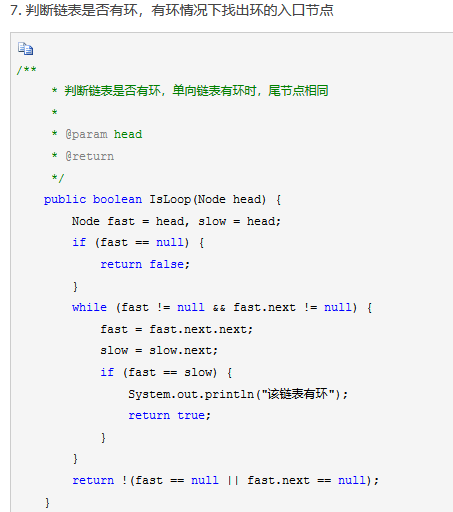 7. 判断链表是否有环，有环情况下找出环的入口节点
/**
     * 判断链表是否有环，单向链表有环时，尾节点相同
     *
     * @param head
     * @return
     */
    public boolean IsLoop(Node head) {
        Node fast = head, slow = head;
        if (fast == null) {
            return false;
        }
        while (fast != null && fast.next != null) {
            fast = fast.next.next;
            slow = slow.next;
            if (fast == slow) {
                System.out.println("该链表有环");
                return true;
            }
        }
        return !(fast == null || fast.next == null);
    }